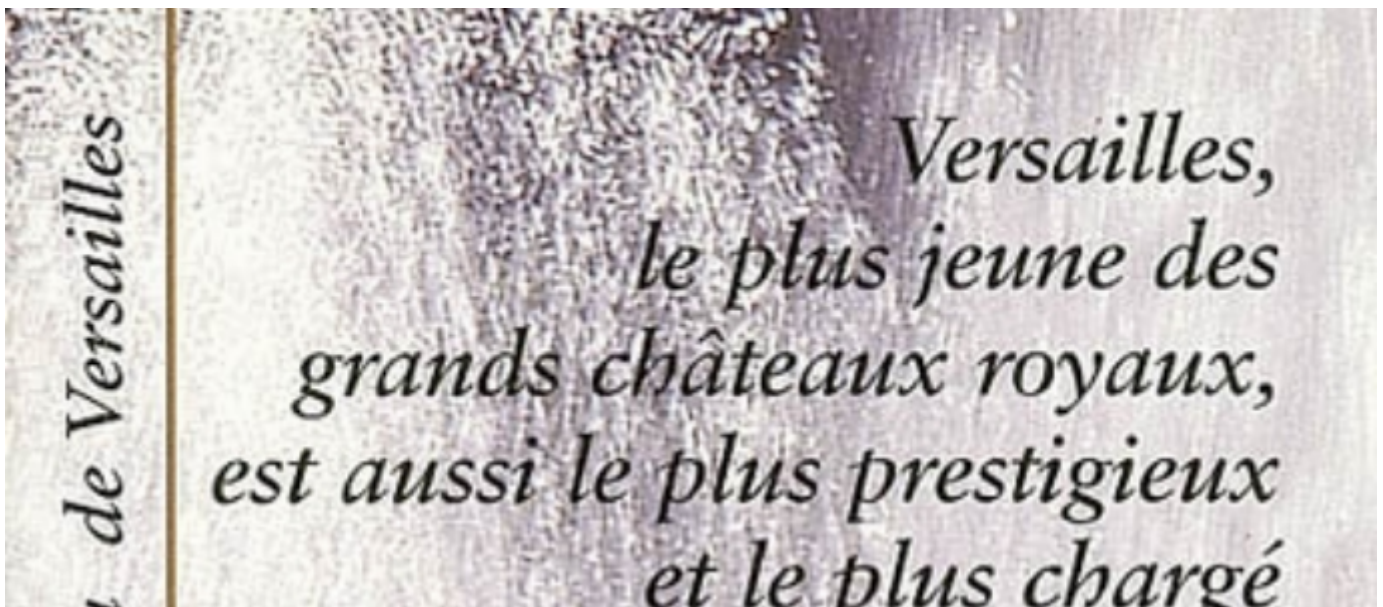 de Versailles
Versailles,
le plus jeune des
grands châteaux royaux,
est aussi le plus prestigieux
et le plus chargé